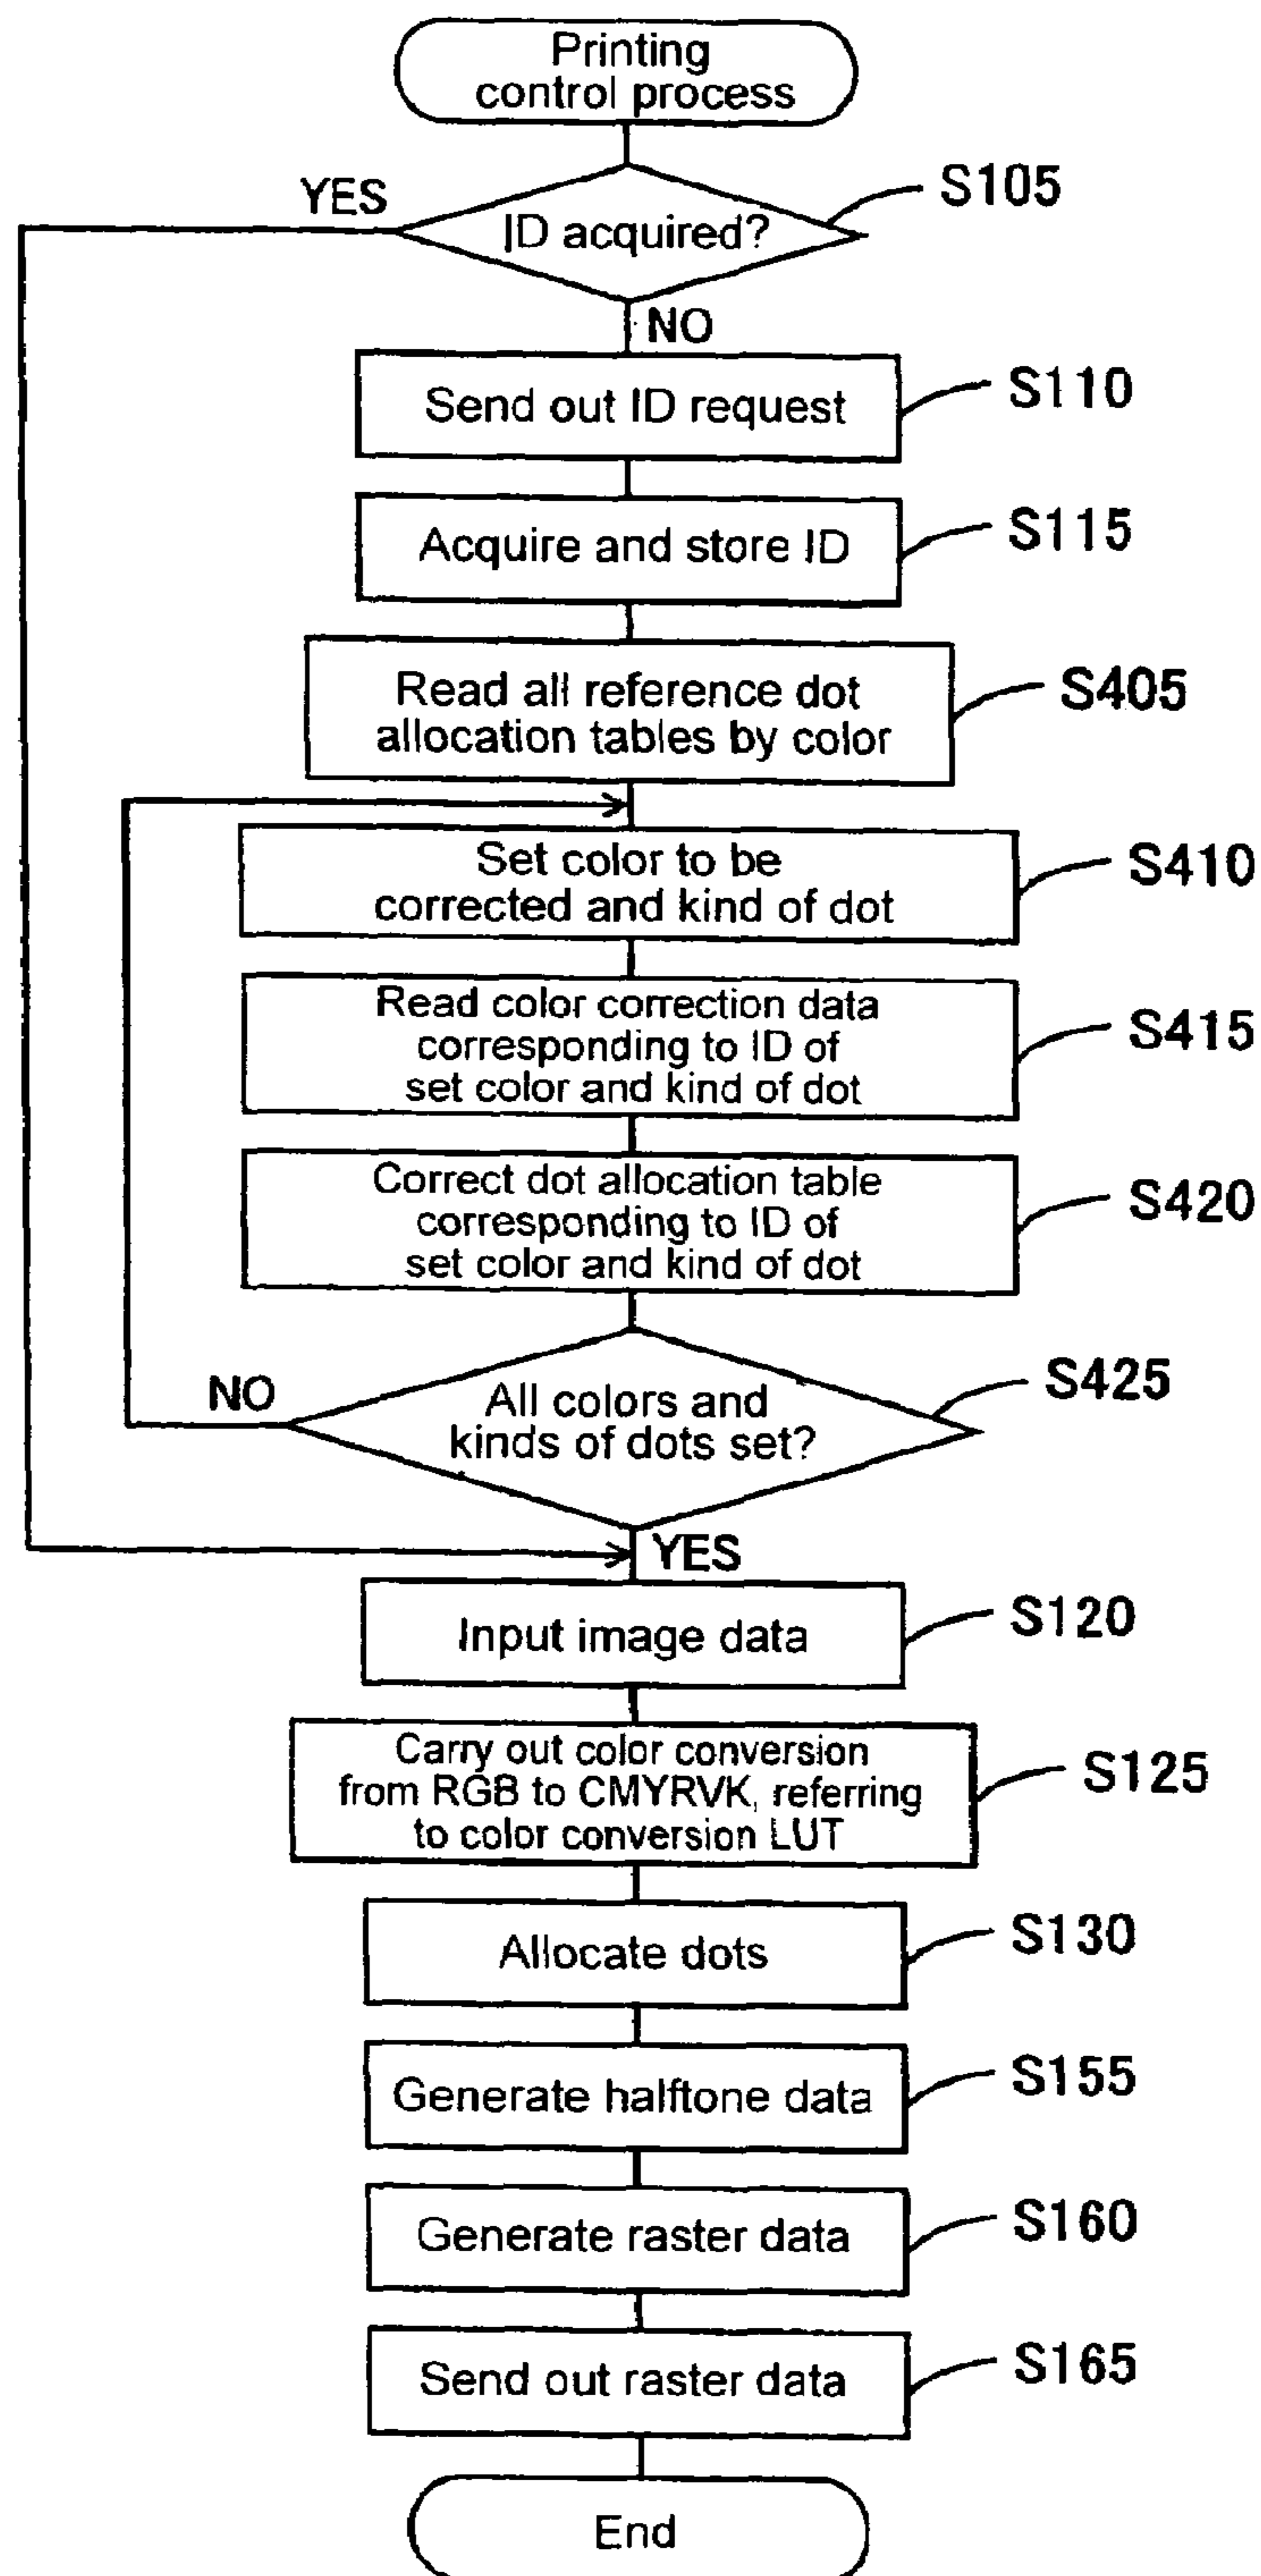 Printing
control process
YES
ID acquired?
S105
NO
Send out ID request
S110
Acquire and store ID
S115
Read all reference dot
allocation tables by color
S405
Set color to be
corrected and kind of dot
S410
Read color correction data
corresponding to ID of
set color and kind of dot
S415
Correct dot allocation table
corresponding to ID of
set color and kind of dot
S420
NO
All colors and
kinds of dots set?
S425
YES
Input image data
S120
Carry out color conversion
from RGB to CMYRVK, referring
to color conversion LUT
S125
Allocate dots
S130
Generate halftone data
S155
Generate raster data
S160
Send out raster data
S165
End